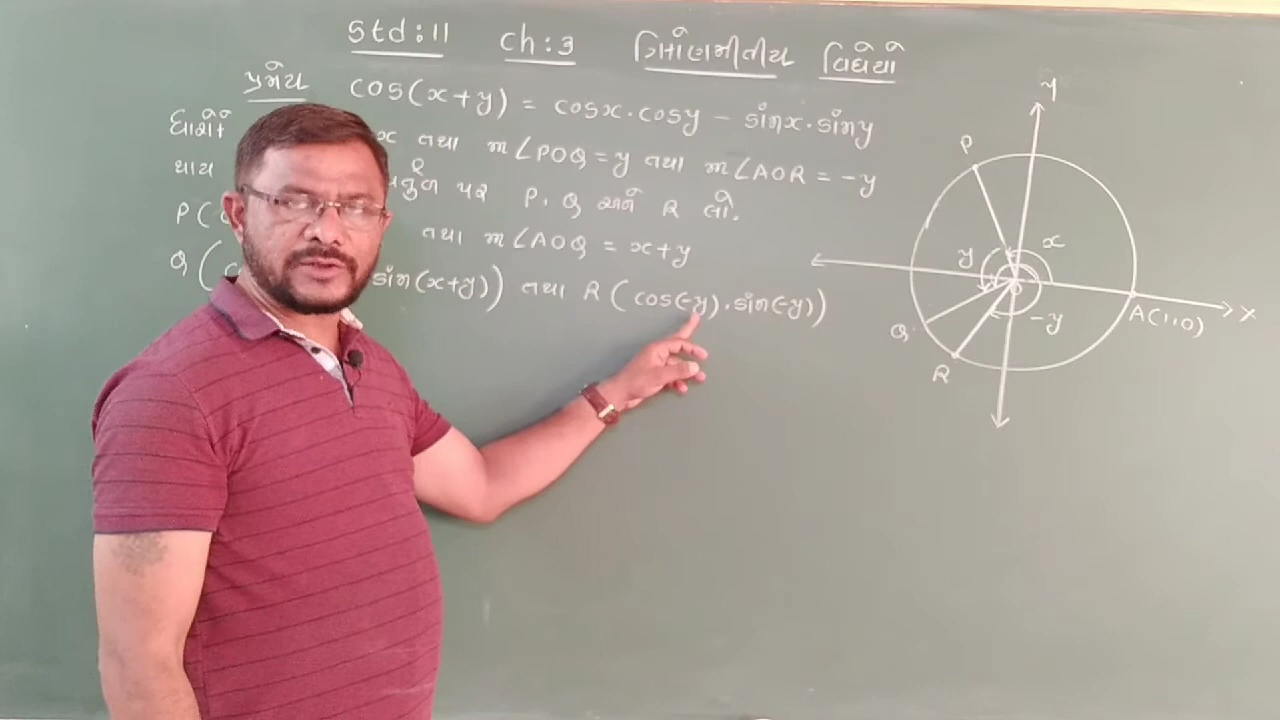 Std:11 ch:3 ત્રિકોણમીતીય વિધેયો
પ્રમેય cos(x+y) = cosx.cosy - sinx.siny
ધારો x તથા m∠POQ = y તથા m∠AOR = -y
થાય પર P, Q અને R લો.
P( તથા m∠AOQ = x+y
Q( sin(x+y)) તથા R (cos(-y).sin(-y))
y
P
x
y
-y
A(1,0)
X
Q
R